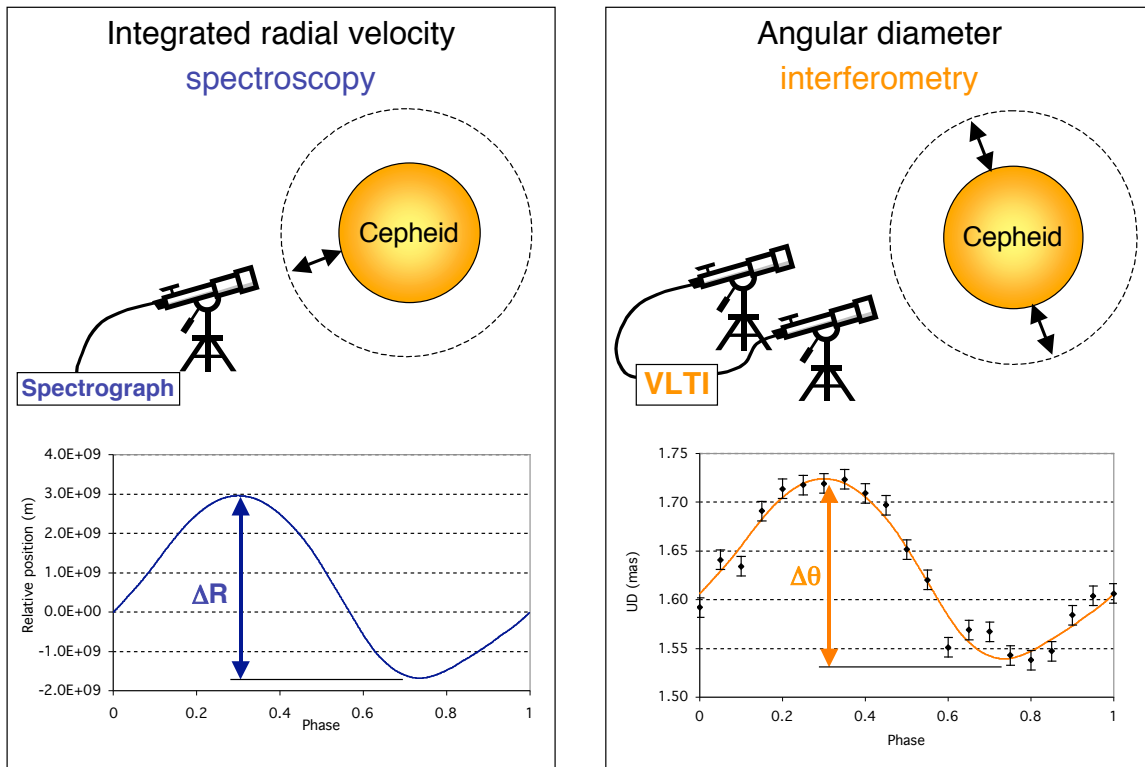 Integrated radial velocity
spectroscopy
Cepheid
Spectrograph
4.0E+09
3.0E+09
2.0E+09
1.0E+09
0.0E+00
-1.0E+09
-2.0E+09
Relative position (m)
ΔR
0 0.2 0.4 0.6 0.8 1
Phase
Angular diameter
interferometry
Cepheid
VLTI
1.75
1.70
1.65
1.60
1.55
1.50
UD (mas)
Δθ
0 0.2 0.4 0.6 0.8 1
Phase